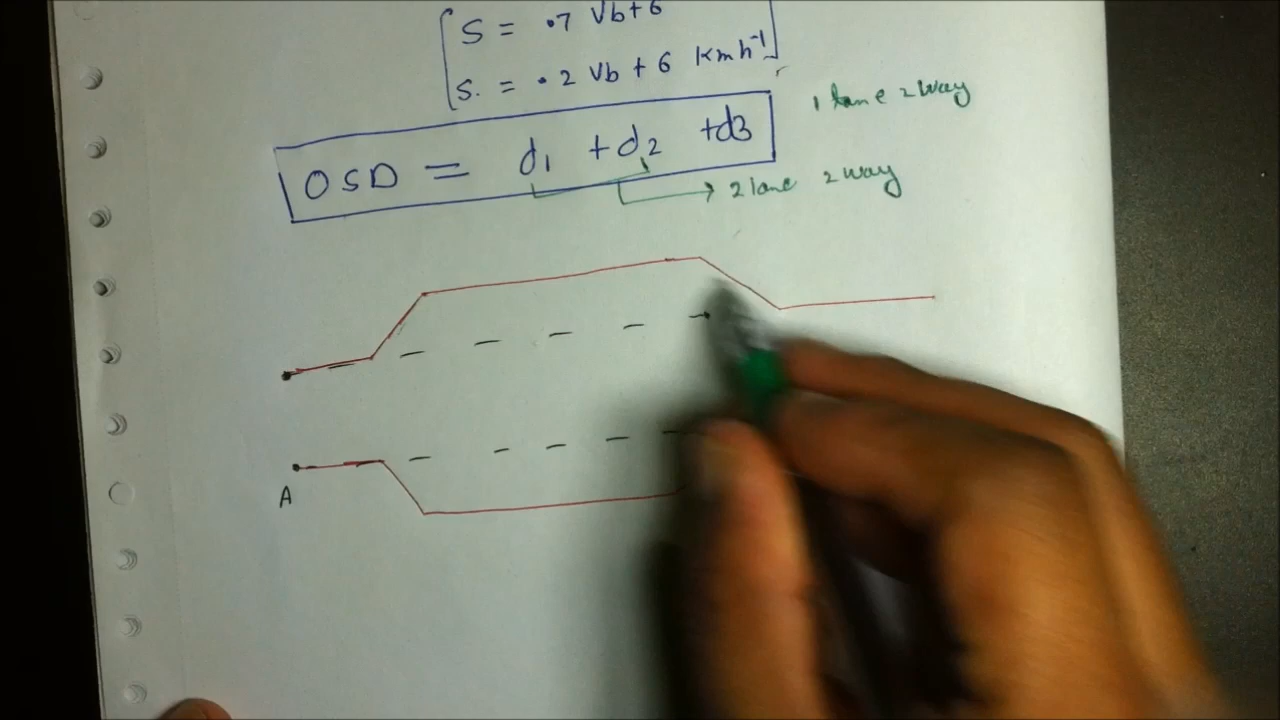 S = .7 Vb+6
S. = .2 Vb + 6 Kmh⁻¹
1 lane 2 way
OSD = d1 + d2 + d3
2 lane 2 way
A